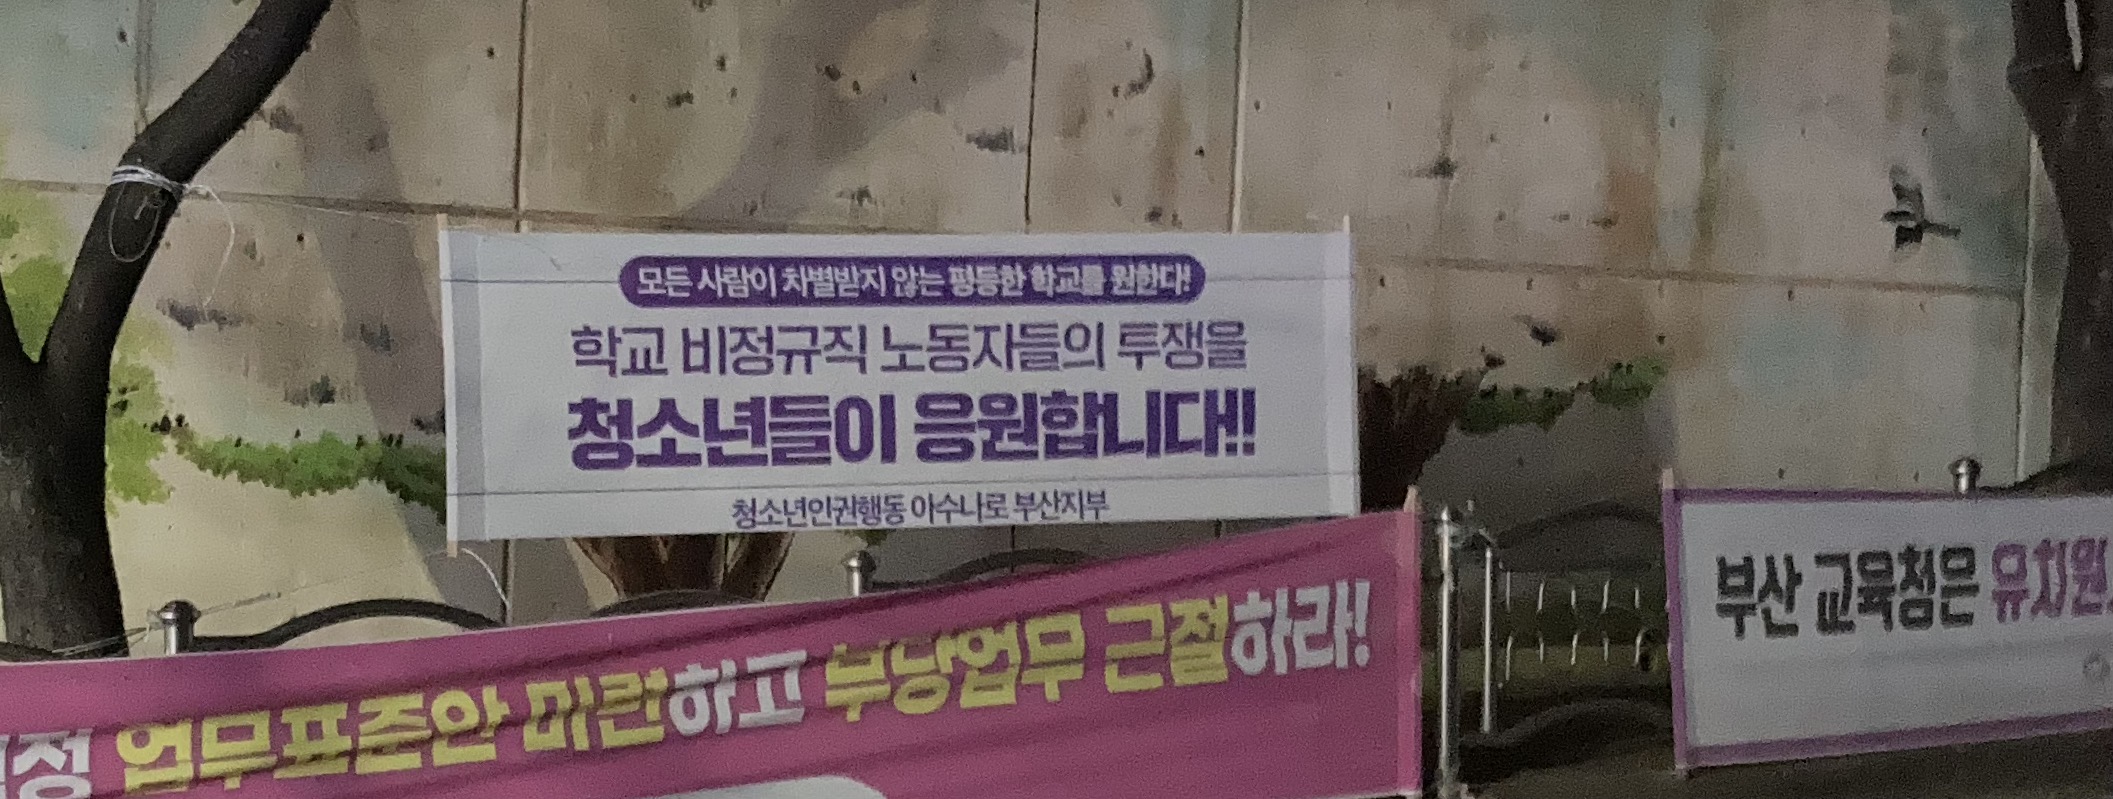 모든 사람이 차별받지 않는 평등한 학교를 원한다!
학교 비정규직 노동자들의 투쟁을
청소년들이 응원합니다!!
청소년인권행동 아수나로 부산지부
업무표준안 마련하고 부당업무 근절하라!
부산 교육청은 유치원